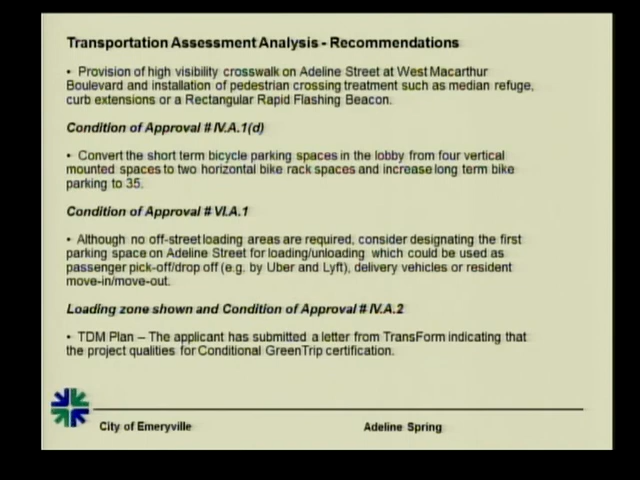 Transportation Assessment Analysis - Recommendations
• Provision of high visibility crosswalk on Adeline Street at West Macarthur
Boulevard and installation of pedestrian crossing treatment such as median refuge,
curb extensions or a Rectangular Rapid Flashing Beacon.
Condition of Approval # IV.A.1(d)
• Convert the short term bicycle parking spaces in the lobby from four vertical
mounted spaces to two horizontal bike rack spaces and increase long term bike
parking to 35.
Condition of Approval # VI.A.1
• Although no off-street loading areas are required, consider designating the first
parking space on Adeline Street for loading/unloading which could be used as
passenger pick-off/drop off (e.g. by Uber and Lyft), delivery vehicles or resident
move-in/move-out.
Loading zone shown and Condition of Approval # IV.A.2
• TDM Plan – The applicant has submitted a letter from TransForm indicating that
the project qualities for Conditional GreenTrip certification.
City of Emeryville
Adeline Spring